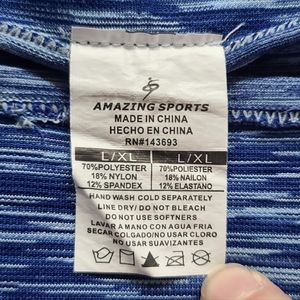 AMAZING SPORTS
MADE IN CHINA
HECHO EN CHINA
RN#143693
L/XL L/XL
70%POLYESTER 70%POLIESTER
18% NYLON 18% NAILON
12% SPANDEX 12% ELASTANO
HAND WASH COLD SEPARATELY
LINE DRY/ DO NOT BLEACH
DO NOT USE SOFTNERS
LAVAR A MANO CON AGUA FRIA
SECAR COLGADO/NO USAR CLORO
NO USAR SUAVIZANTES